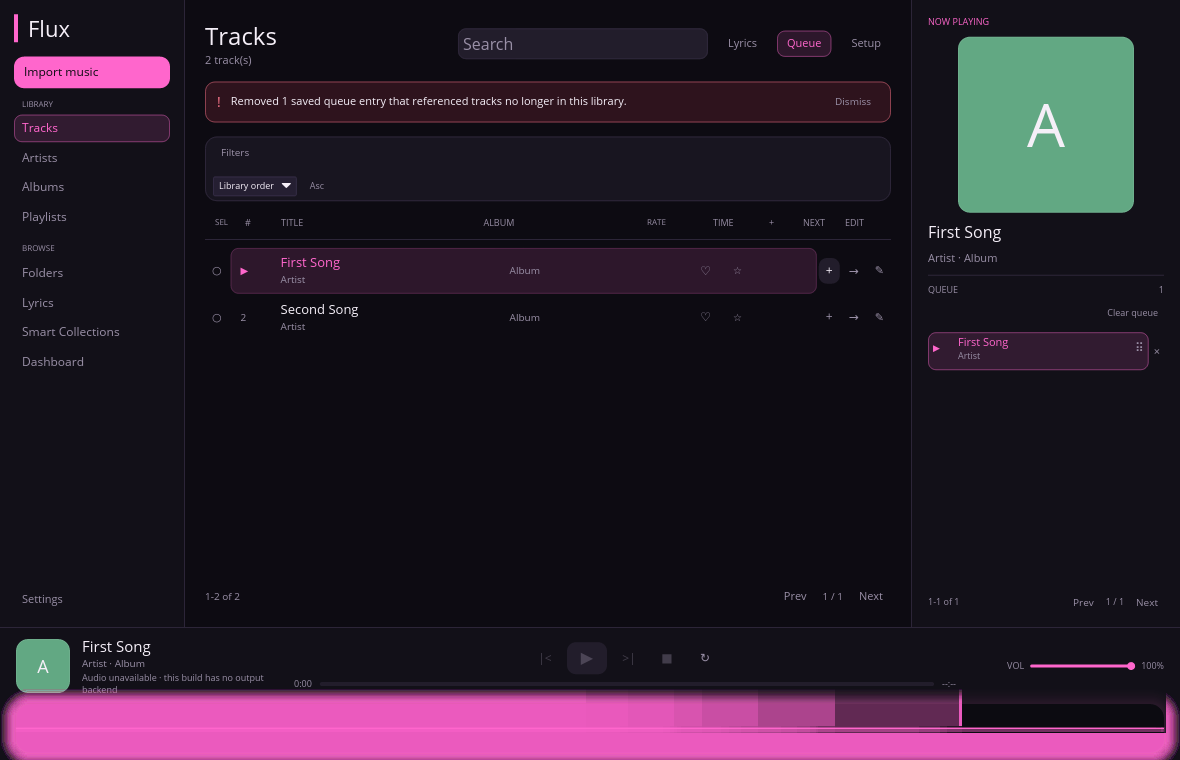 Flux
Import music
LIBRARY
Tracks
Artists
Albums
Playlists
BROWSE
Folders
Lyrics
Smart Collections
Dashboard
Settings
Tracks
2 track(s)
Search
Lyrics
Queue
Setup
! Removed 1 saved queue entry that referenced tracks no longer in this library.
Dismiss
Filters
Library order
Asc
SEL # TITLE ALBUM RATE TIME + NEXT EDIT
▶ First Song Album ♡ ☆ + → ✎
Artist
2 Second Song Album ♡ ☆ + → ✎
Artist
1-2 of 2
Prev 1 / 1 Next
NOW PLAYING
A
First Song
Artist · Album
QUEUE 1
Clear queue
▶ First Song ⠿ ×
Artist
1-1 of 1 Prev 1 / 1 Next
A
First Song
Artist · Album
Audio unavailable · this build has no output
backend
|< ▶ >| ■ ↻
0:00 --:--
VOL 100%